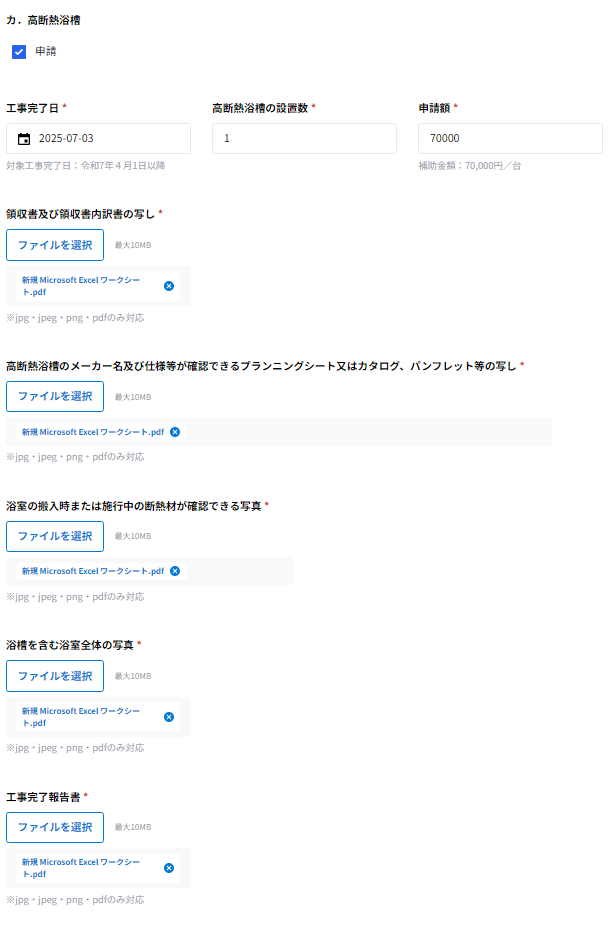 カ．高断熱浴槽
申請
工事完了日 * 高断熱浴槽の設置数 * 申請額 *
2025-07-03 1 70000
対象工事完了日：令和7年４月1日以降 補助金額：70,000円／台
領収書及び領収書内訳書の写し *
ファイルを選択 最大10MB
新規 Microsoft Excel ワークシー
ト.pdf
※jpg・jpeg・png・pdfのみ対応
高断熱浴槽のメーカー名及び仕様等が確認できるプランニングシート又はカタログ、パンフレット等の写し *
ファイルを選択 最大10MB
新規 Microsoft Excel ワークシート.pdf
※jpg・jpeg・png・pdfのみ対応
浴室の搬入時または施行中の断熱材が確認できる写真 *
ファイルを選択 最大10MB
新規 Microsoft Excel ワークシート.pdf
※jpg・jpeg・png・pdfのみ対応
浴槽を含む浴室全体の写真 *
ファイルを選択 最大10MB
新規 Microsoft Excel ワークシー
ト.pdf
※jpg・jpeg・png・pdfのみ対応
工事完了報告書 *
ファイルを選択 最大10MB
新規 Microsoft Excel ワークシー
ト.pdf
※jpg・jpeg・png・pdfのみ対応